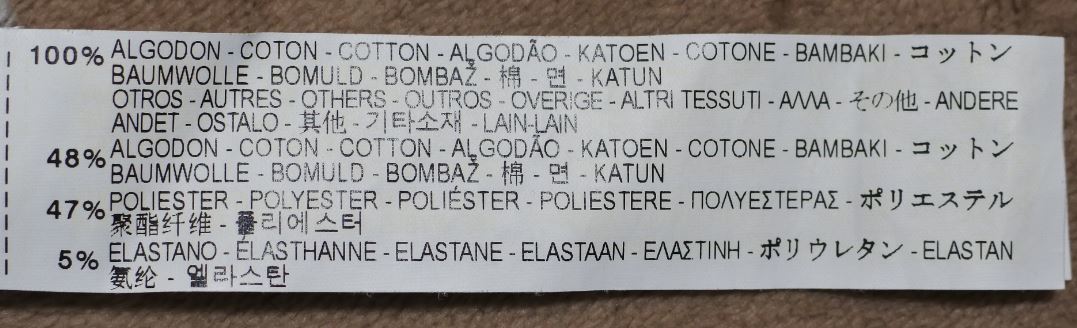 100% ALGODON - COTON - COTTON - ALGODÃO - KATOEN - COTONE - BAMBAKI - コットン
BAUMWOLLE - BOMULD - BOMBAŽ - 棉 - 면 - KATUN
OTROS - AUTRES - OTHERS - OUTROS - OVERIGE - ALTRI TESSUTI - ΑΛΛΑ - その他 - ANDERE
ANDET - OSTALO - 其他 - 기타소재 - LAIN-LAIN
48% ALGODON - COTON - COTTON - ALGODÃO - KATOEN - COTONE - BAMBAKI - コットン
BAUMWOLLE - BOMULD - BOMBAŽ - 棉 - 면 - KATUN
47% POLIESTER - POLYESTER - POLIÉSTER - POLIESTERE - ΠΟΛΥΕΣΤΕΡΑΣ - ポリエステル
聚酯纤维 - 폴리에스터
5% ELASTANO - ÉLASTHANNE - ELASTANE - ELASTAAN - ΕΛΑΣΤΙΝΗ - ポリウレタン - ELASTAN
氨纶 - 엘라스탄